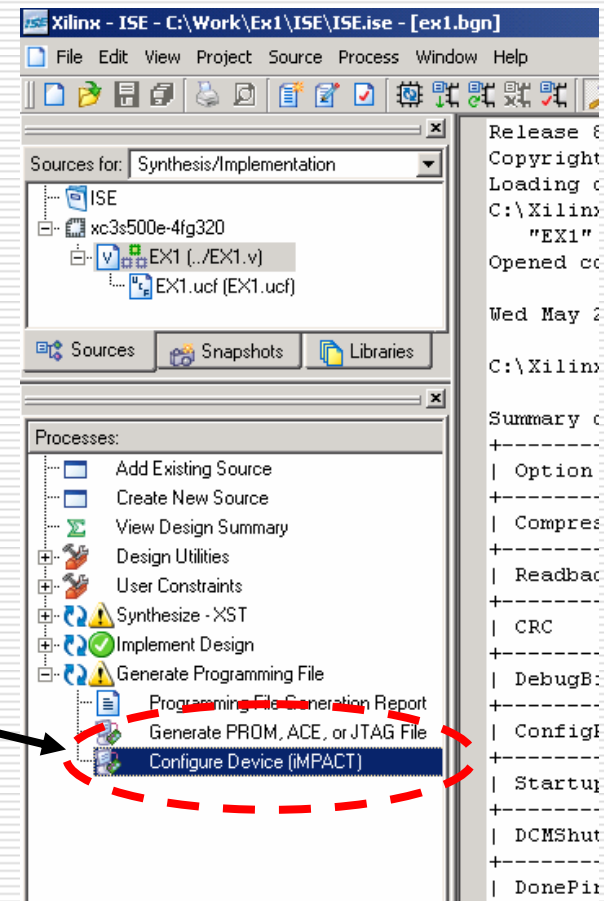 Xilinx - ISE - C:\Work\Ex1\ISE\ISE.ise - [ex1.bgn]
File Edit View Project Source Process Window Help
Sources for: Synthesis/Implementation
ISE
xc3s500e-4fg320
EX1 (../EX1.v)
EX1.ucf (EX1.ucf)
Sources Snapshots Libraries
Processes:
Add Existing Source
Create New Source
View Design Summary
Design Utilities
User Constraints
Synthesize - XST
Implement Design
Generate Programming File
Programming File Generation Report
Generate PROM, ACE, or JTAG File
Configure Device (iMPACT)
Release
Copyright
Loading
C:\Xilinx
"EX1"
Opened
Wed May 2
C:\Xilinx
Summary
+-------
| Option
+-------
| Compres
+-------
| Readbac
+-------
| CRC
+-------
| DebugBi
+-------
| Config
+-------
| Startup
+-------
| DCMShut
+-------
| DonePin